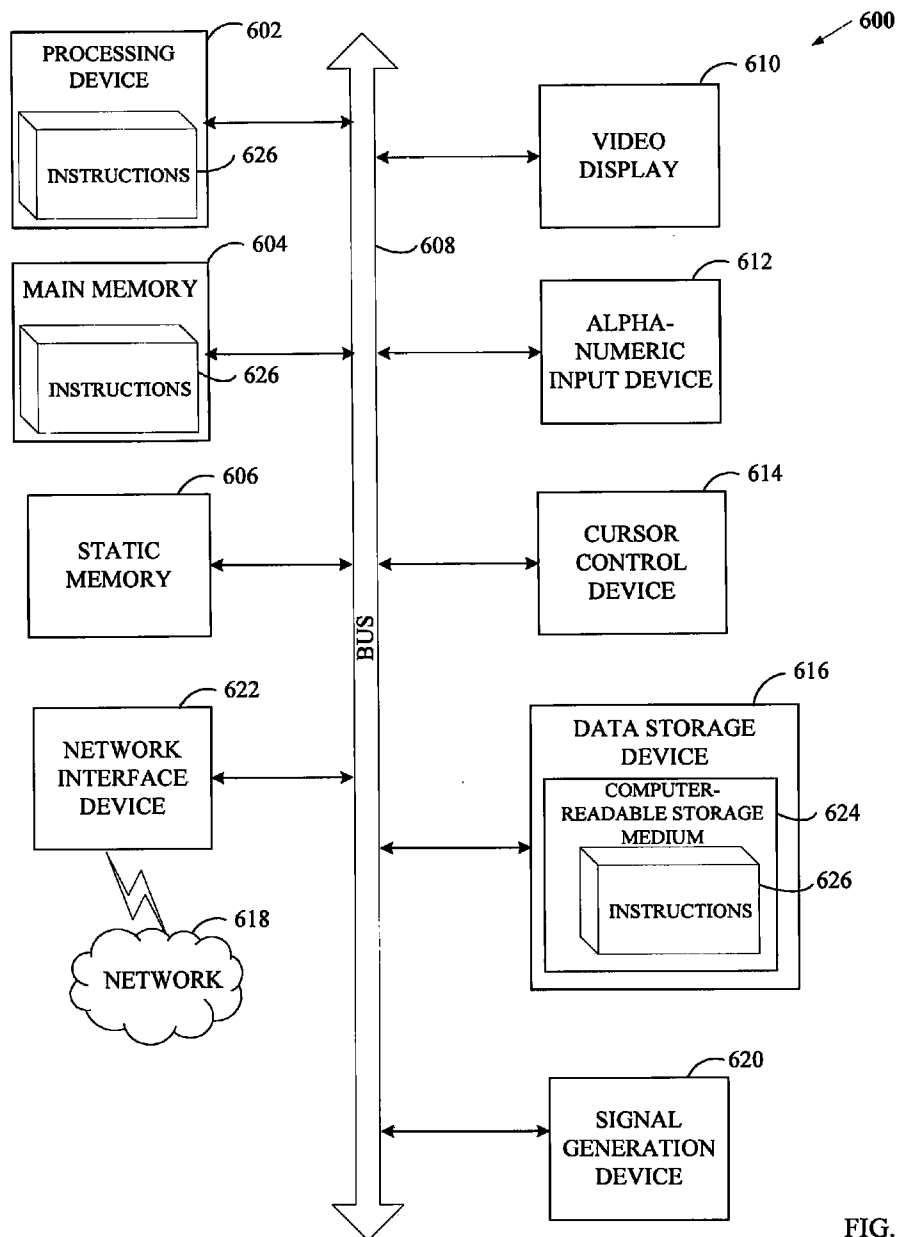 600
602
PROCESSING
DEVICE
626
INSTRUCTIONS
604
MAIN MEMORY
626
INSTRUCTIONS
606
STATIC
MEMORY
622
NETWORK
INTERFACE
DEVICE
618
NETWORK
608
BUS
610
VIDEO
DISPLAY
612
ALPHA-
NUMERIC
INPUT DEVICE
614
CURSOR
CONTROL
DEVICE
616
DATA STORAGE
DEVICE
COMPUTER-
READABLE STORAGE
MEDIUM
624
626
INSTRUCTIONS
620
SIGNAL
GENERATION
DEVICE
FIG.